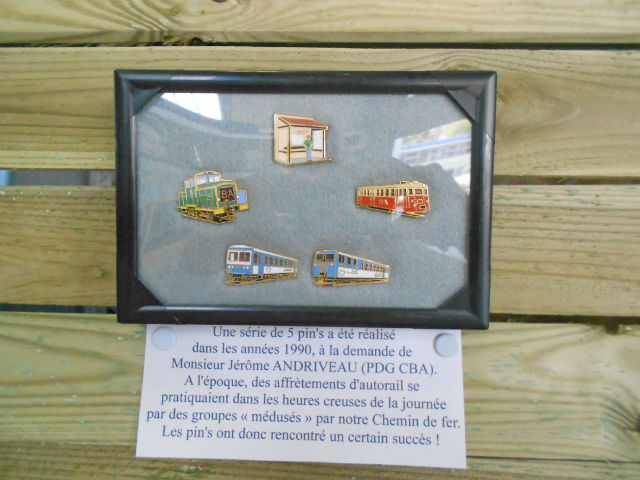 BA
BA
Une série de 5 pin's a été réalisé
dans les années 1990, à la demande de
Monsieur Jérôme ANDRIVEAU (PDG CBA).
A l'époque, des affrètements d'autorail se
pratiquaient dans les heures creuses de la journée
par des groupes « médusés » par notre Chemin de fer.
Les pin's ont donc rencontré un certain succès !